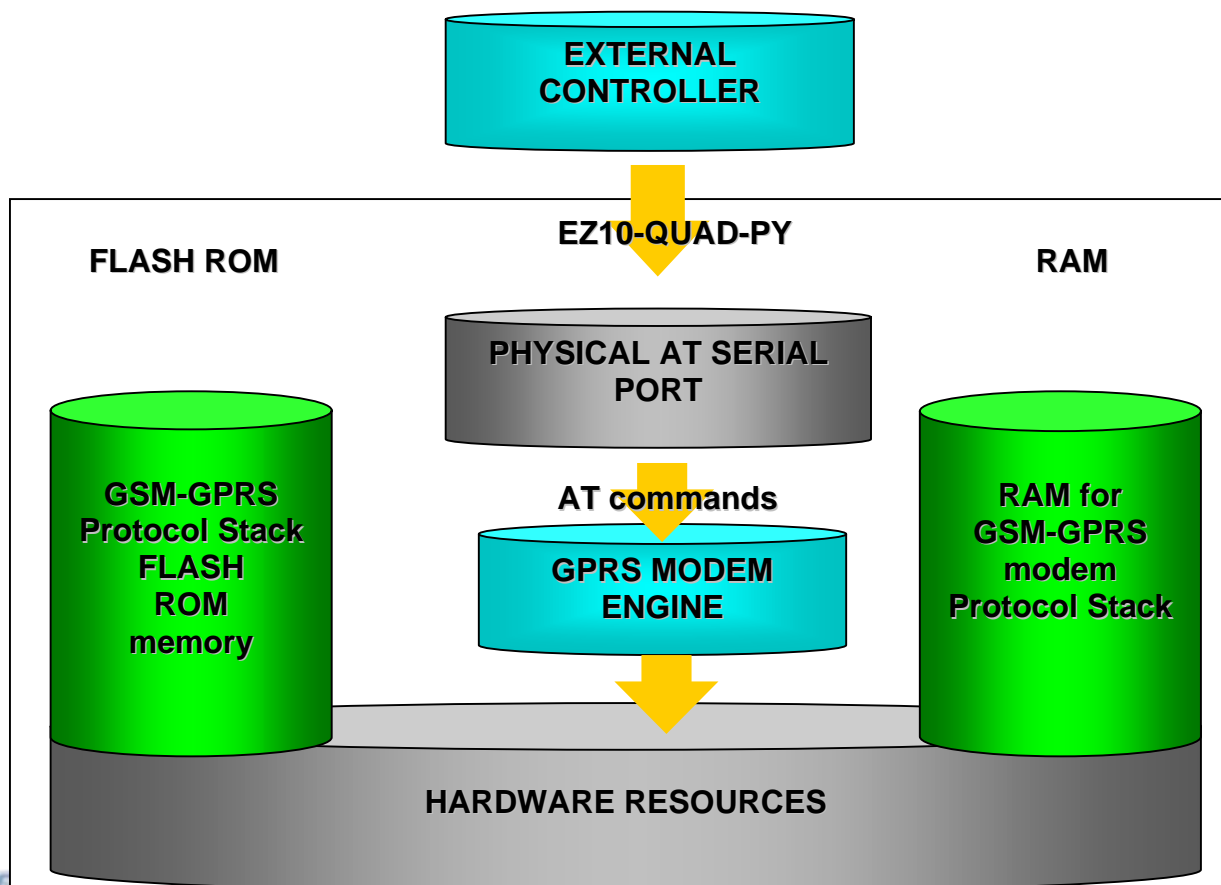 EXTERNAL
CONTROLLER
EZ10-QUAD-PY
FLASH ROM
RAM
PHYSICAL AT SERIAL
PORT
AT commands
GSM-GPRS
Protocol Stack
FLASH
ROM
memory
GPRS MODEM
ENGINE
RAM for
GSM-GPRS
modem
Protocol Stack
HARDWARE RESOURCES